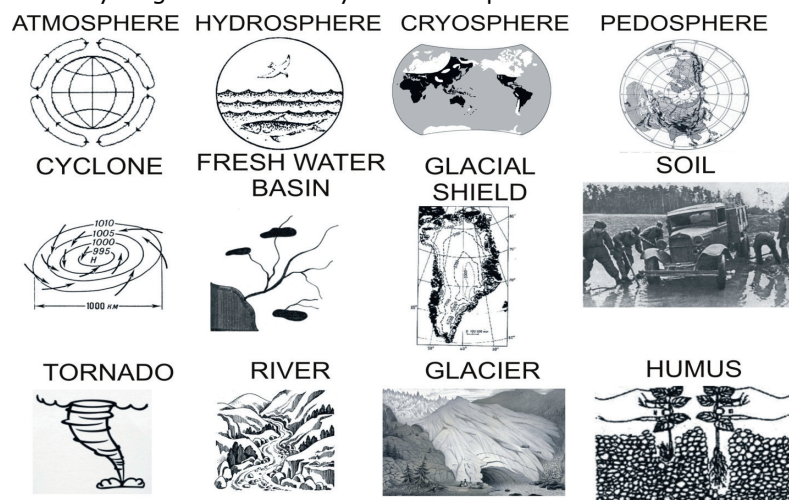 ATMOSPHERE HYDROSPHERE CRYOSPHERE PEDOSPHERE
CYCLONE FRESH WATER BASIN GLACIAL SHIELD SOIL
1010
1005
1000
995
H
1000 км
TORNADO RIVER GLACIER HUMUS